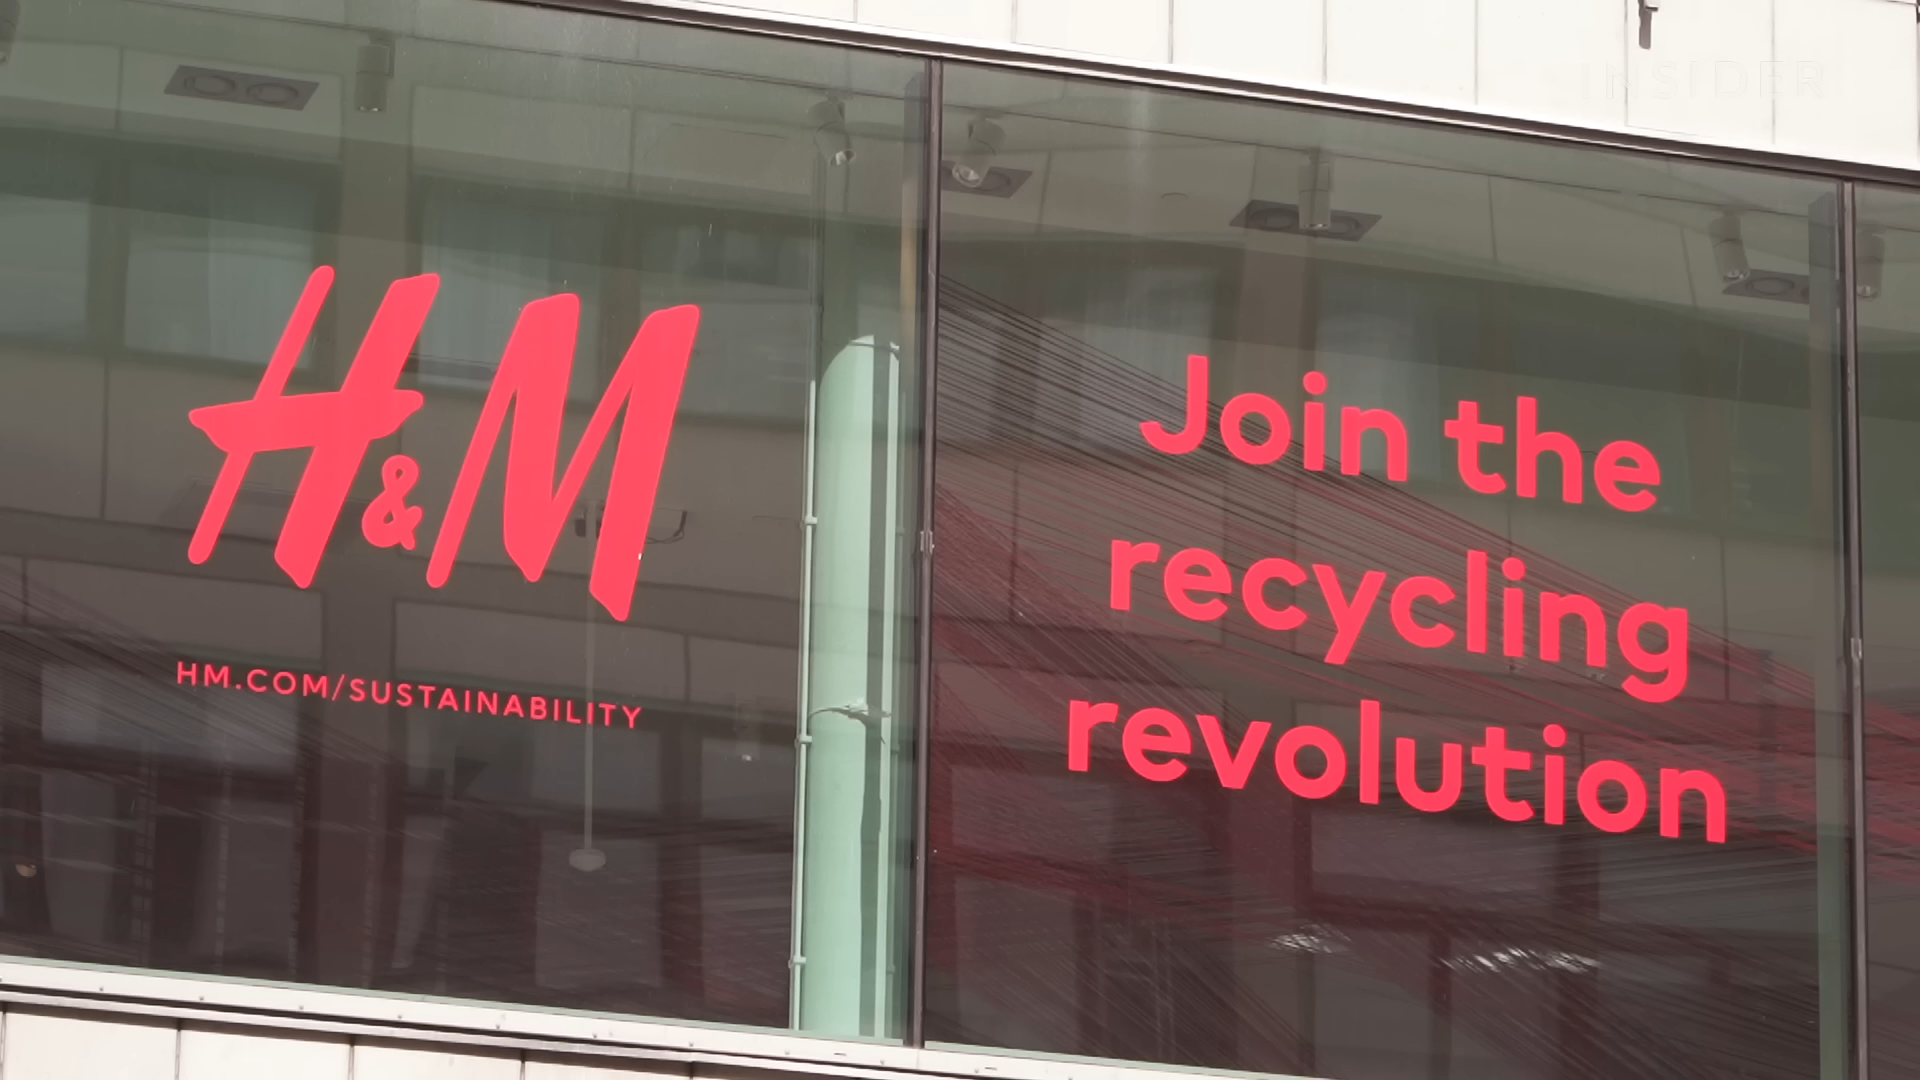 INSIDER
H&M
HM.COM/SUSTAINABILITY
Join the
recycling
revolution